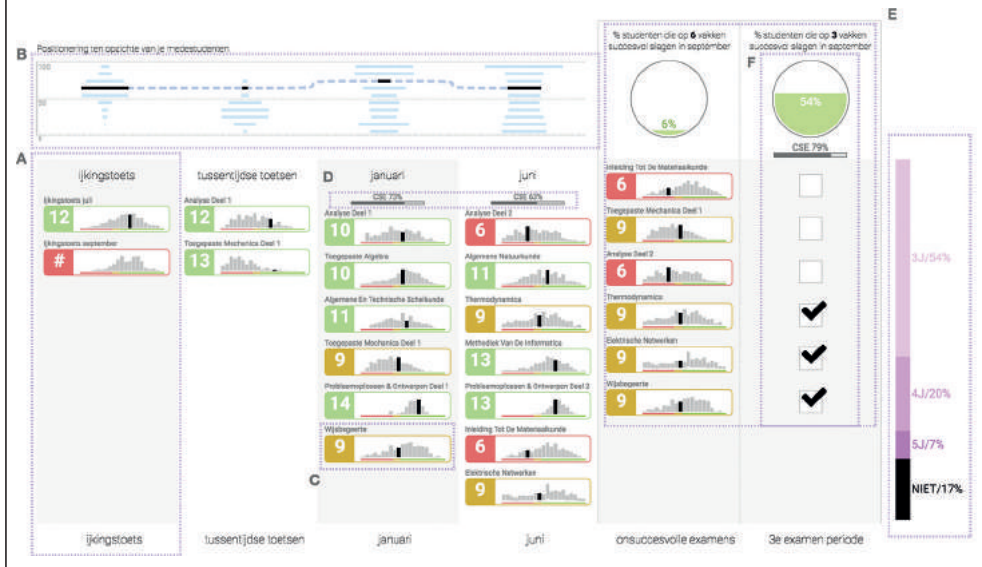 E
% studenten die op 6 vakken
succesvol slagen in september
% studenten die op 3 vakken
succesvol slagen in september
B
Positionering ten opzichte van je medestudenten
100
50
F
6%
54%
CSE 79%
A
ijkingstoets
tussentijdse toetsen
D
januari
juni
CSE 73%
CSE 63%
Ijkingstoets juli
12
Ijkingstoets september
#
Analyse Deel 1
12
Toegepaste Mechanica Deel 1
13
Analyse Deel 1
10
Toegepaste Algebra
10
Algemene En Technische Scheikunde
11
Toegepaste Mechanica Deel 1
9
Probleemoplossen & Ontwerpen Deel 1
14
Wijsbegeerte
9
C
Analyse Deel 2
6
Algemene Natuurkunde
11
Thermodynamica
9
Methodiek Van De Informatica
13
Probleemoplossen & Ontwerpen Deel 2
13
Inleiding Tot De Materiaalkunde
6
Elektrische Netwerken
9
Inleiding Tot De Materiaalkunde
6
Toegepaste Mechanica Deel 1
9
Analyse Deel 2
6
Thermodynamica
9
Elektrische Netwerken
9
Wijsbegeerte
9
3J/54%
4J/20%
5J/7%
NIET/17%
ijkingstoets
tussentijdse toetsen
januari
juni
onsuccesvolle examens
3e examen periode